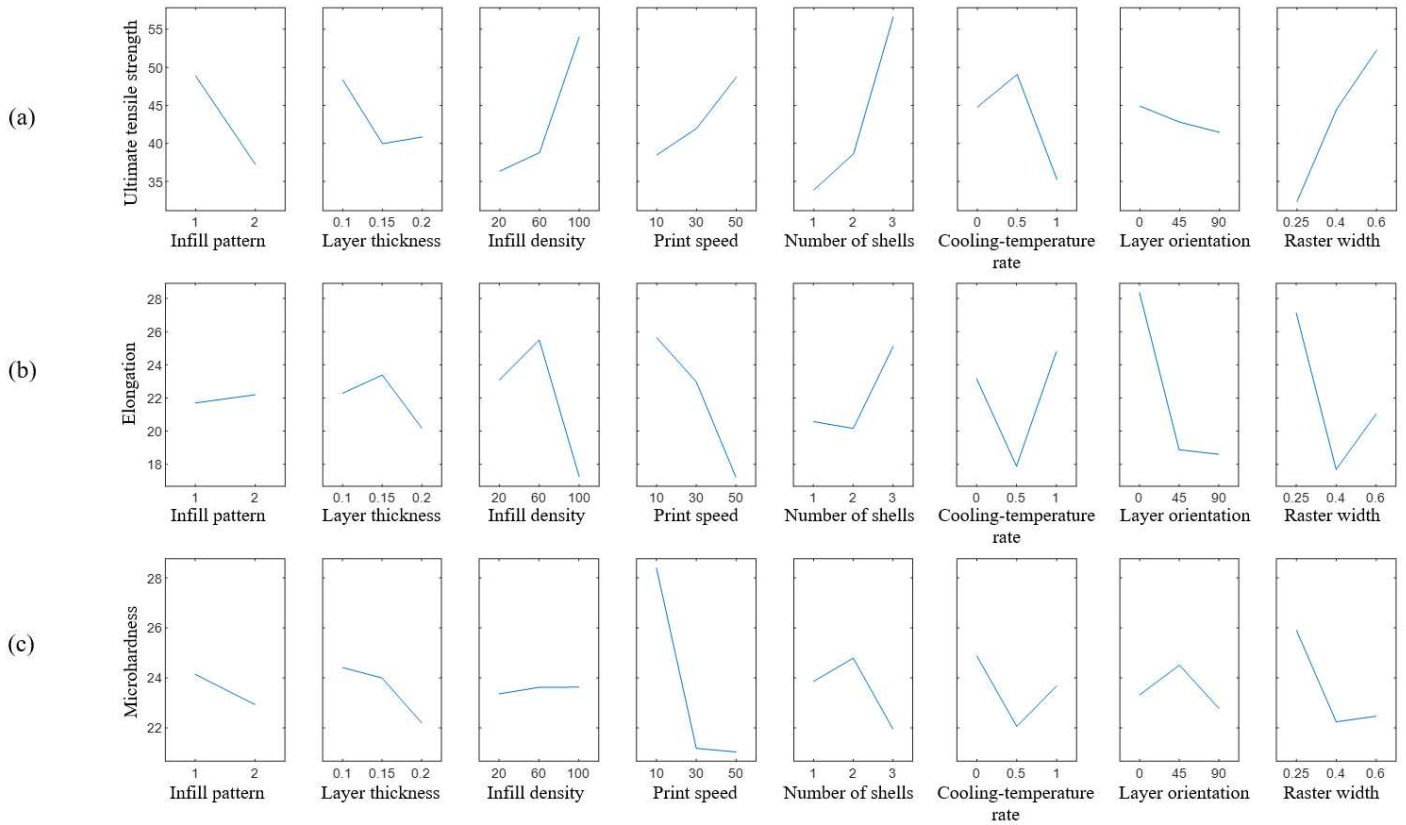 (a)
Ultimate tensile strength
55
50
45
40
35
1 2
Infill pattern
0.1 0.15 0.2
Layer thickness
20 60 100
Infill density
10 30 50
Print speed
1 2 3
Number of shells
0 0.5 1
Cooling-temperature
rate
0 45 90
Layer orientation
0.25 0.4 0.6
Raster width
(b)
Elongation
28
26
24
22
20
18
1 2
Infill pattern
0.1 0.15 0.2
Layer thickness
20 60 100
Infill density
10 30 50
Print speed
1 2 3
Number of shells
0 0.5 1
Cooling-temperature
rate
0 45 90
Layer orientation
0.25 0.4 0.6
Raster width
(c)
Microhardness
28
26
24
22
1 2
Infill pattern
0.1 0.15 0.2
Layer thickness
20 60 100
Infill density
10 30 50
Print speed
1 2 3
Number of shells
0 0.5 1
Cooling-temperature
rate
0 45 90
Layer orientation
0.25 0.4 0.6
Raster width